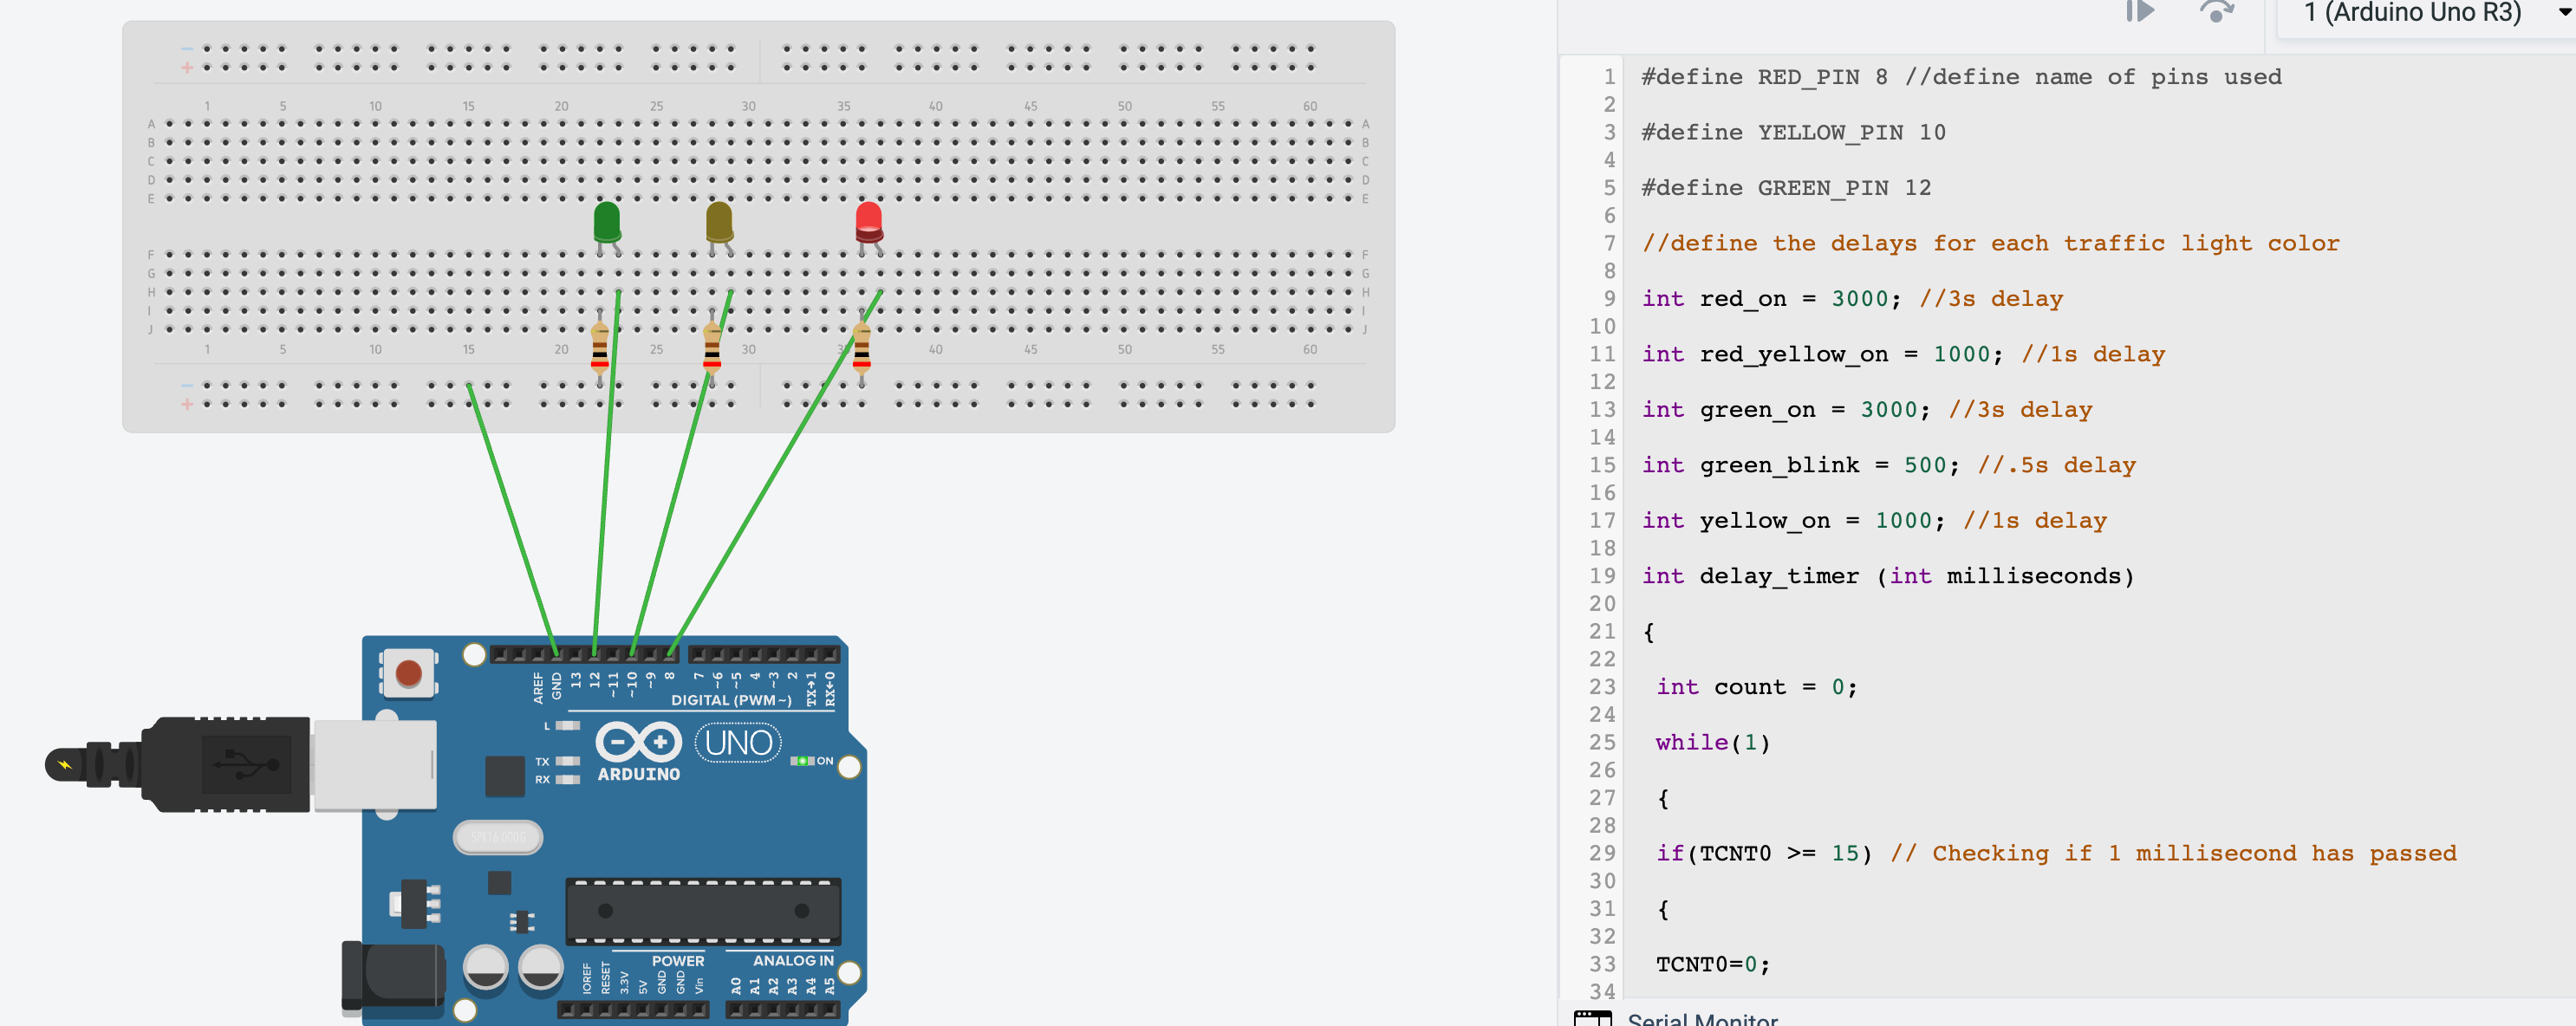 1 (Arduino Uno R3)
− +
1 5 10 15 20 25 30 35 40 45 50 55 60
A A
B B
C C
D D
E E
F F
G G
H H
I I
J J
1 5 10 15 20 25 30 35 40 45 50 55 60
− +
AREF GND 13 12 ~11 ~10 ~9 8 7 ~6 ~5 4 ~3 2 TX→1 RX←0
DIGITAL (PWM~)
L
UNO
TX
RX
ARDUINO
ON
POWER
ANALOG IN
IOREF RESET 3.3V 5V GND GND Vin A0 A1 A2 A3 A4 A5
1 #define RED_PIN 8 //define name of pins used
2
3 #define YELLOW_PIN 10
4
5 #define GREEN_PIN 12
6
7 //define the delays for each traffic light color
8
9 int red_on = 3000; //3s delay
10
11 int red_yellow_on = 1000; //1s delay
12
13 int green_on = 3000; //3s delay
14
15 int green_blink = 500; //.5s delay
16
17 int yellow_on = 1000; //1s delay
18
19 int delay_timer (int milliseconds)
20
21 {
22
23 int count = 0;
24
25 while(1)
26
27 {
28
29 if(TCNT0 >= 15) // Checking if 1 millisecond has passed
30
31 {
32
33 TCNT0=0;
34
Serial Monitor